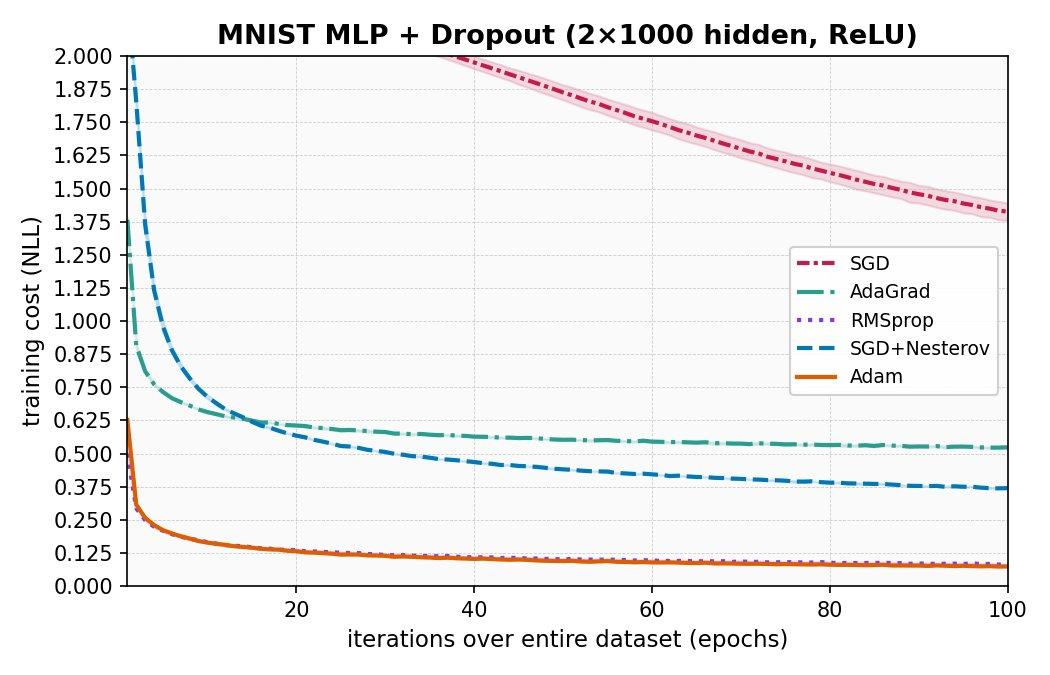 MNIST MLP + Dropout (2×1000 hidden, ReLU)
training cost (NLL)
2.000
1.875
1.750
1.625
1.500
1.375
1.250
1.125
1.000
0.875
0.750
0.625
0.500
0.375
0.250
0.125
0.000
SGD
AdaGrad
RMSprop
SGD+Nesterov
Adam
20 40 60 80 100
iterations over entire dataset (epochs)